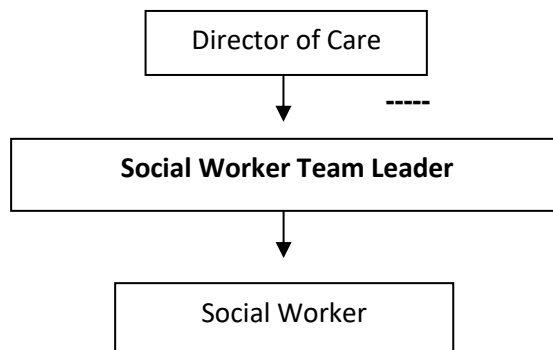 Director of Care
-----
Social Worker Team Leader
Social Worker